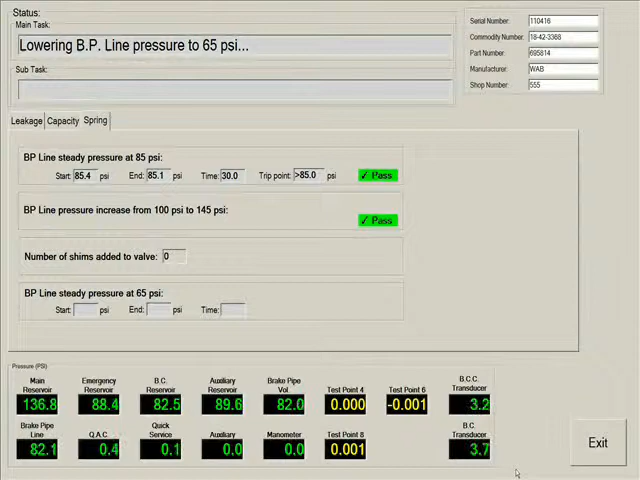 Status:
Main Task:
Lowering B.P. Line pressure to 65 psi...
Sub Task:
Serial Number: 110416
Commodity Number: 18-42-3368
Part Number: 695814
Manufacturer: WAB
Shop Number: 555
Leakage Capacity Spring
BP Line steady pressure at 85 psi:
Start: 85.4 psi End: 85.1 psi Time: 30.0 Trip point: >85.0 psi ✓ Pass
BP Line pressure increase from 100 psi to 145 psi:
✓ Pass
Number of shims added to valve: 0
BP Line steady pressure at 65 psi:
Start: psi End: psi Time:
Pressure (PSI)
Main Reservoir Emergency Reservoir B.C. Reservoir Auxiliary Reservoir Brake Pipe Vol. Test Point 4 Test Point 6 B.C.C. Transducer
136.8 88.4 82.5 89.6 82.0 0.000 -0.001 3.2
Brake Pipe Line Q.A.C. Quick Service Auxiliary Manometer Test Point 8 B.C. Transducer
82.1 0.4 0.1 0.0 0.0 0.001 3.7
Exit